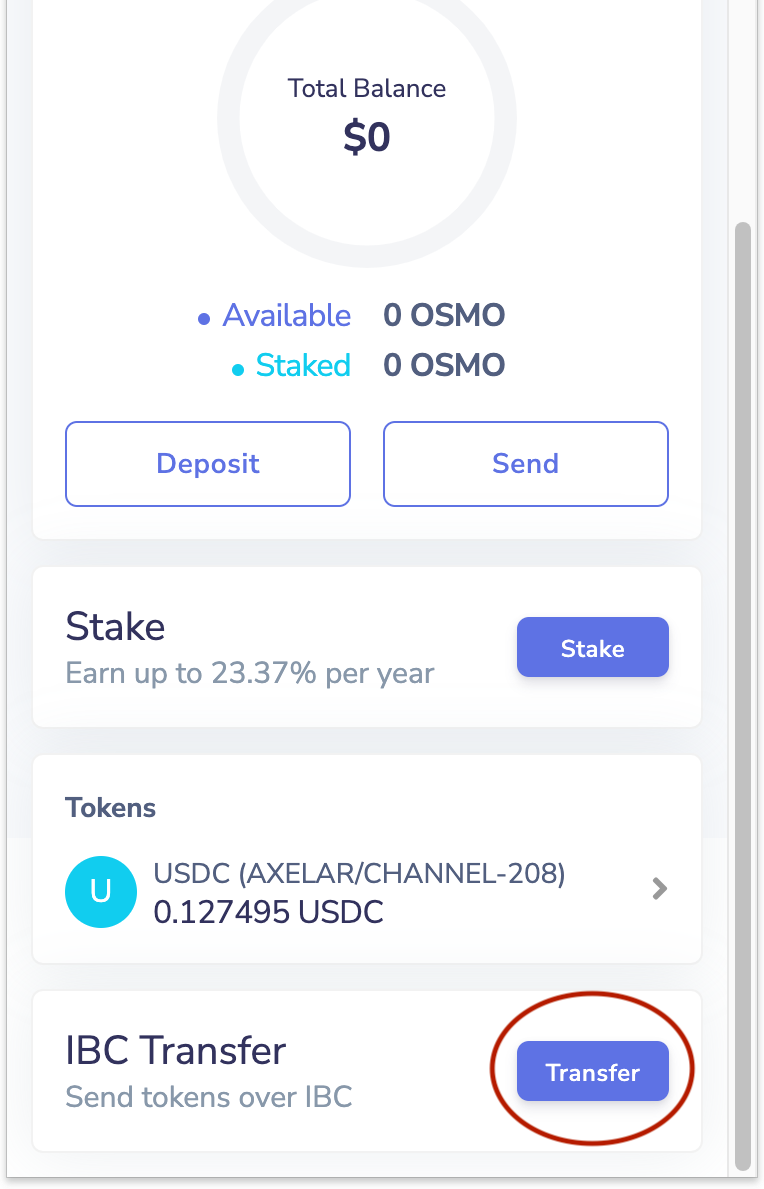 Total Balance
$0
Available 0 OSMO
Staked 0 OSMO
Deposit Send
Stake
Earn up to 23.37% per year
Stake
Tokens
U
USDC (AXELAR/CHANNEL-208)
0.127495 USDC
IBC Transfer
Send tokens over IBC
Transfer